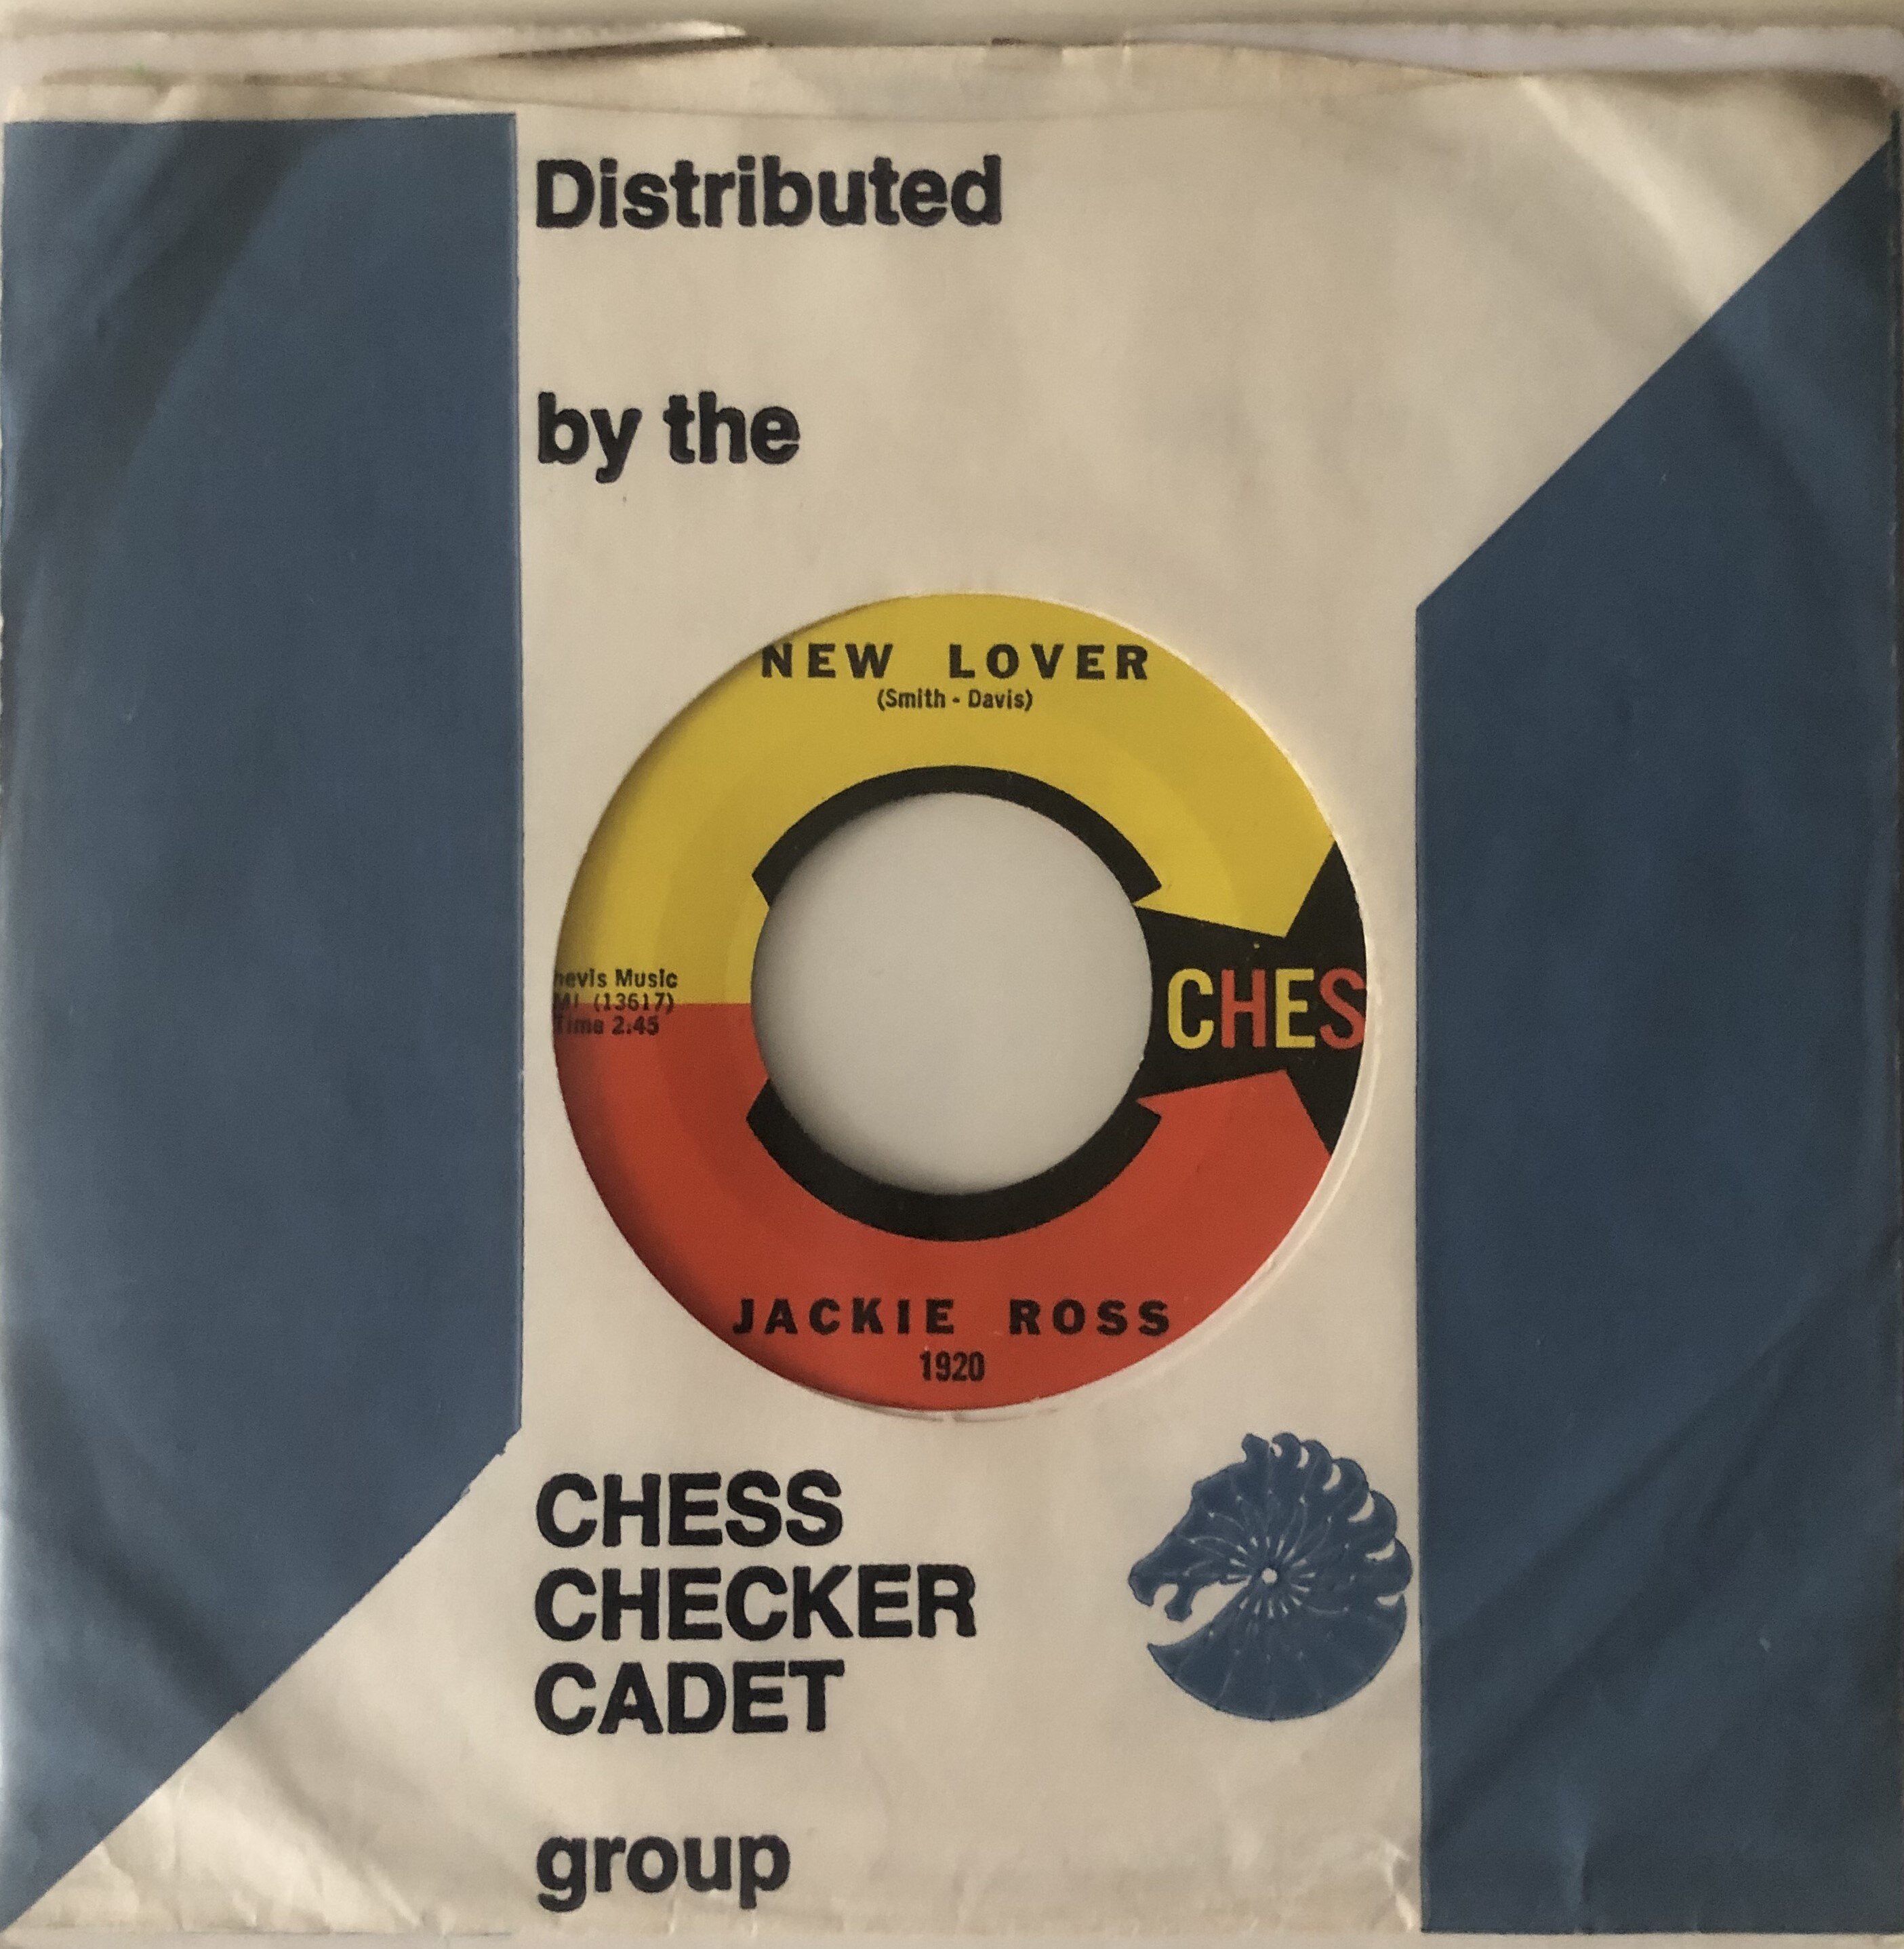 Distributed
by the
NEW LOVER
(Smith - Davis)
Music
(13617)
Time 2:45
CHES
JACKIE ROSS
1920
CHESS
CHECKER
CADET
group